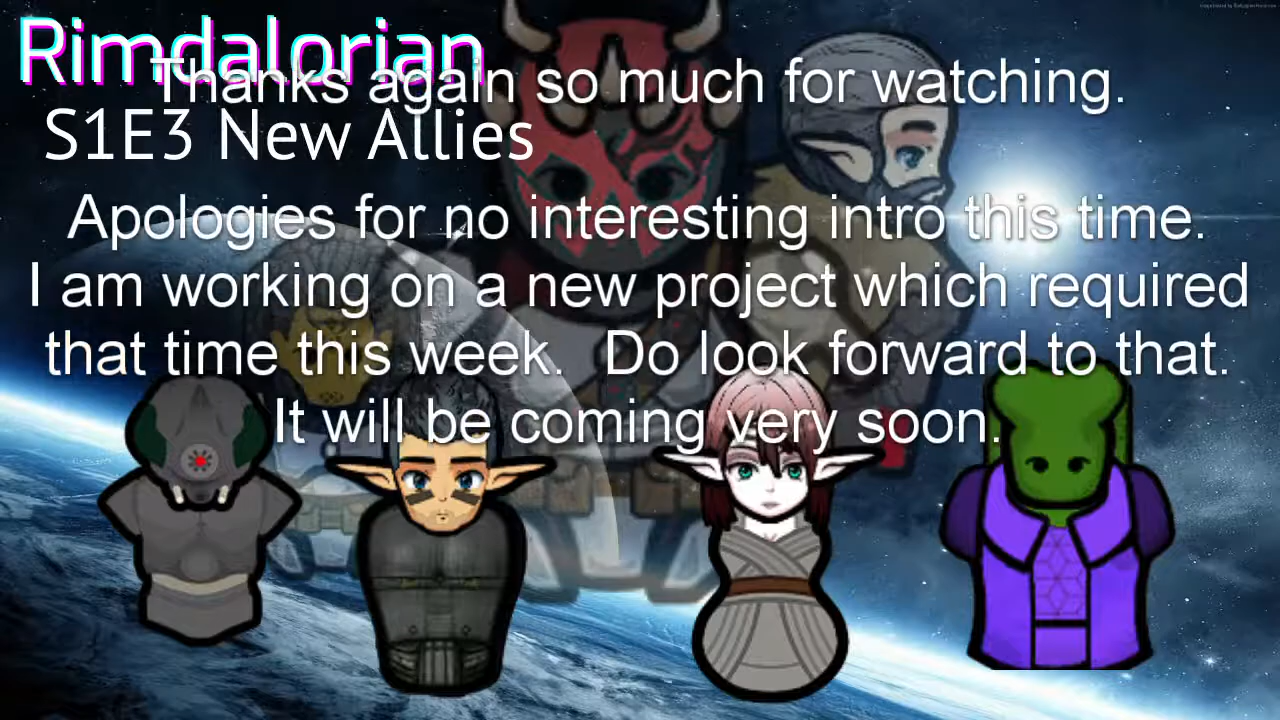 Rimdalorian
Thanks again so much for watching.
S1E3 New Allies
Apologies for no interesting intro this time.
I am working on a new project which required
that time this week.  Do look forward to that.
It will be coming very soon.